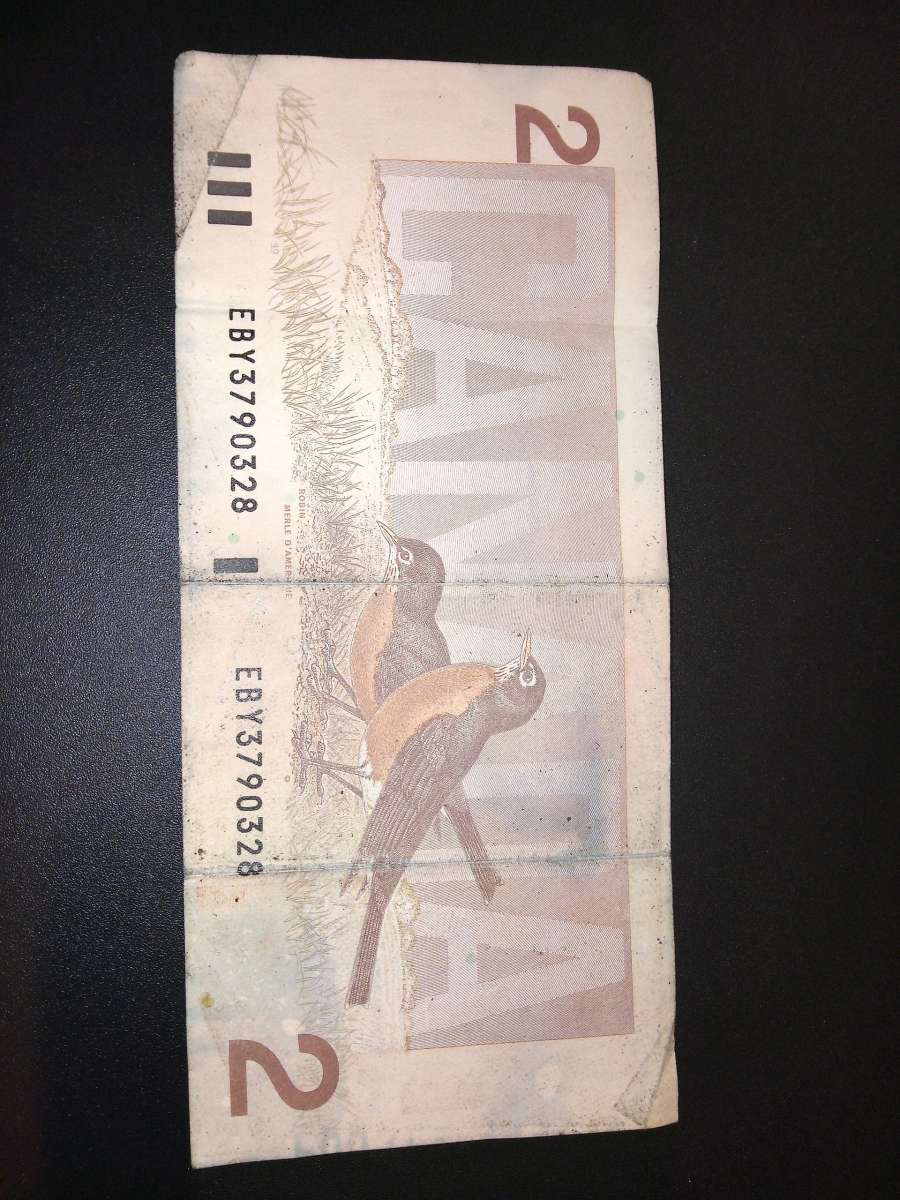 2
CANADA
ROBIN
MERLE D'AMÉRIQUE
EBY3790328 EBY3790328
2